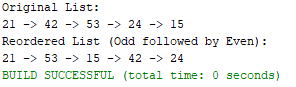 Original List:
21 -> 42 -> 53 -> 24 -> 15
Reordered List (Odd followed by Even):
21 -> 53 -> 15 -> 42 -> 24
BUILD SUCCESSFUL (total time: 0 seconds)